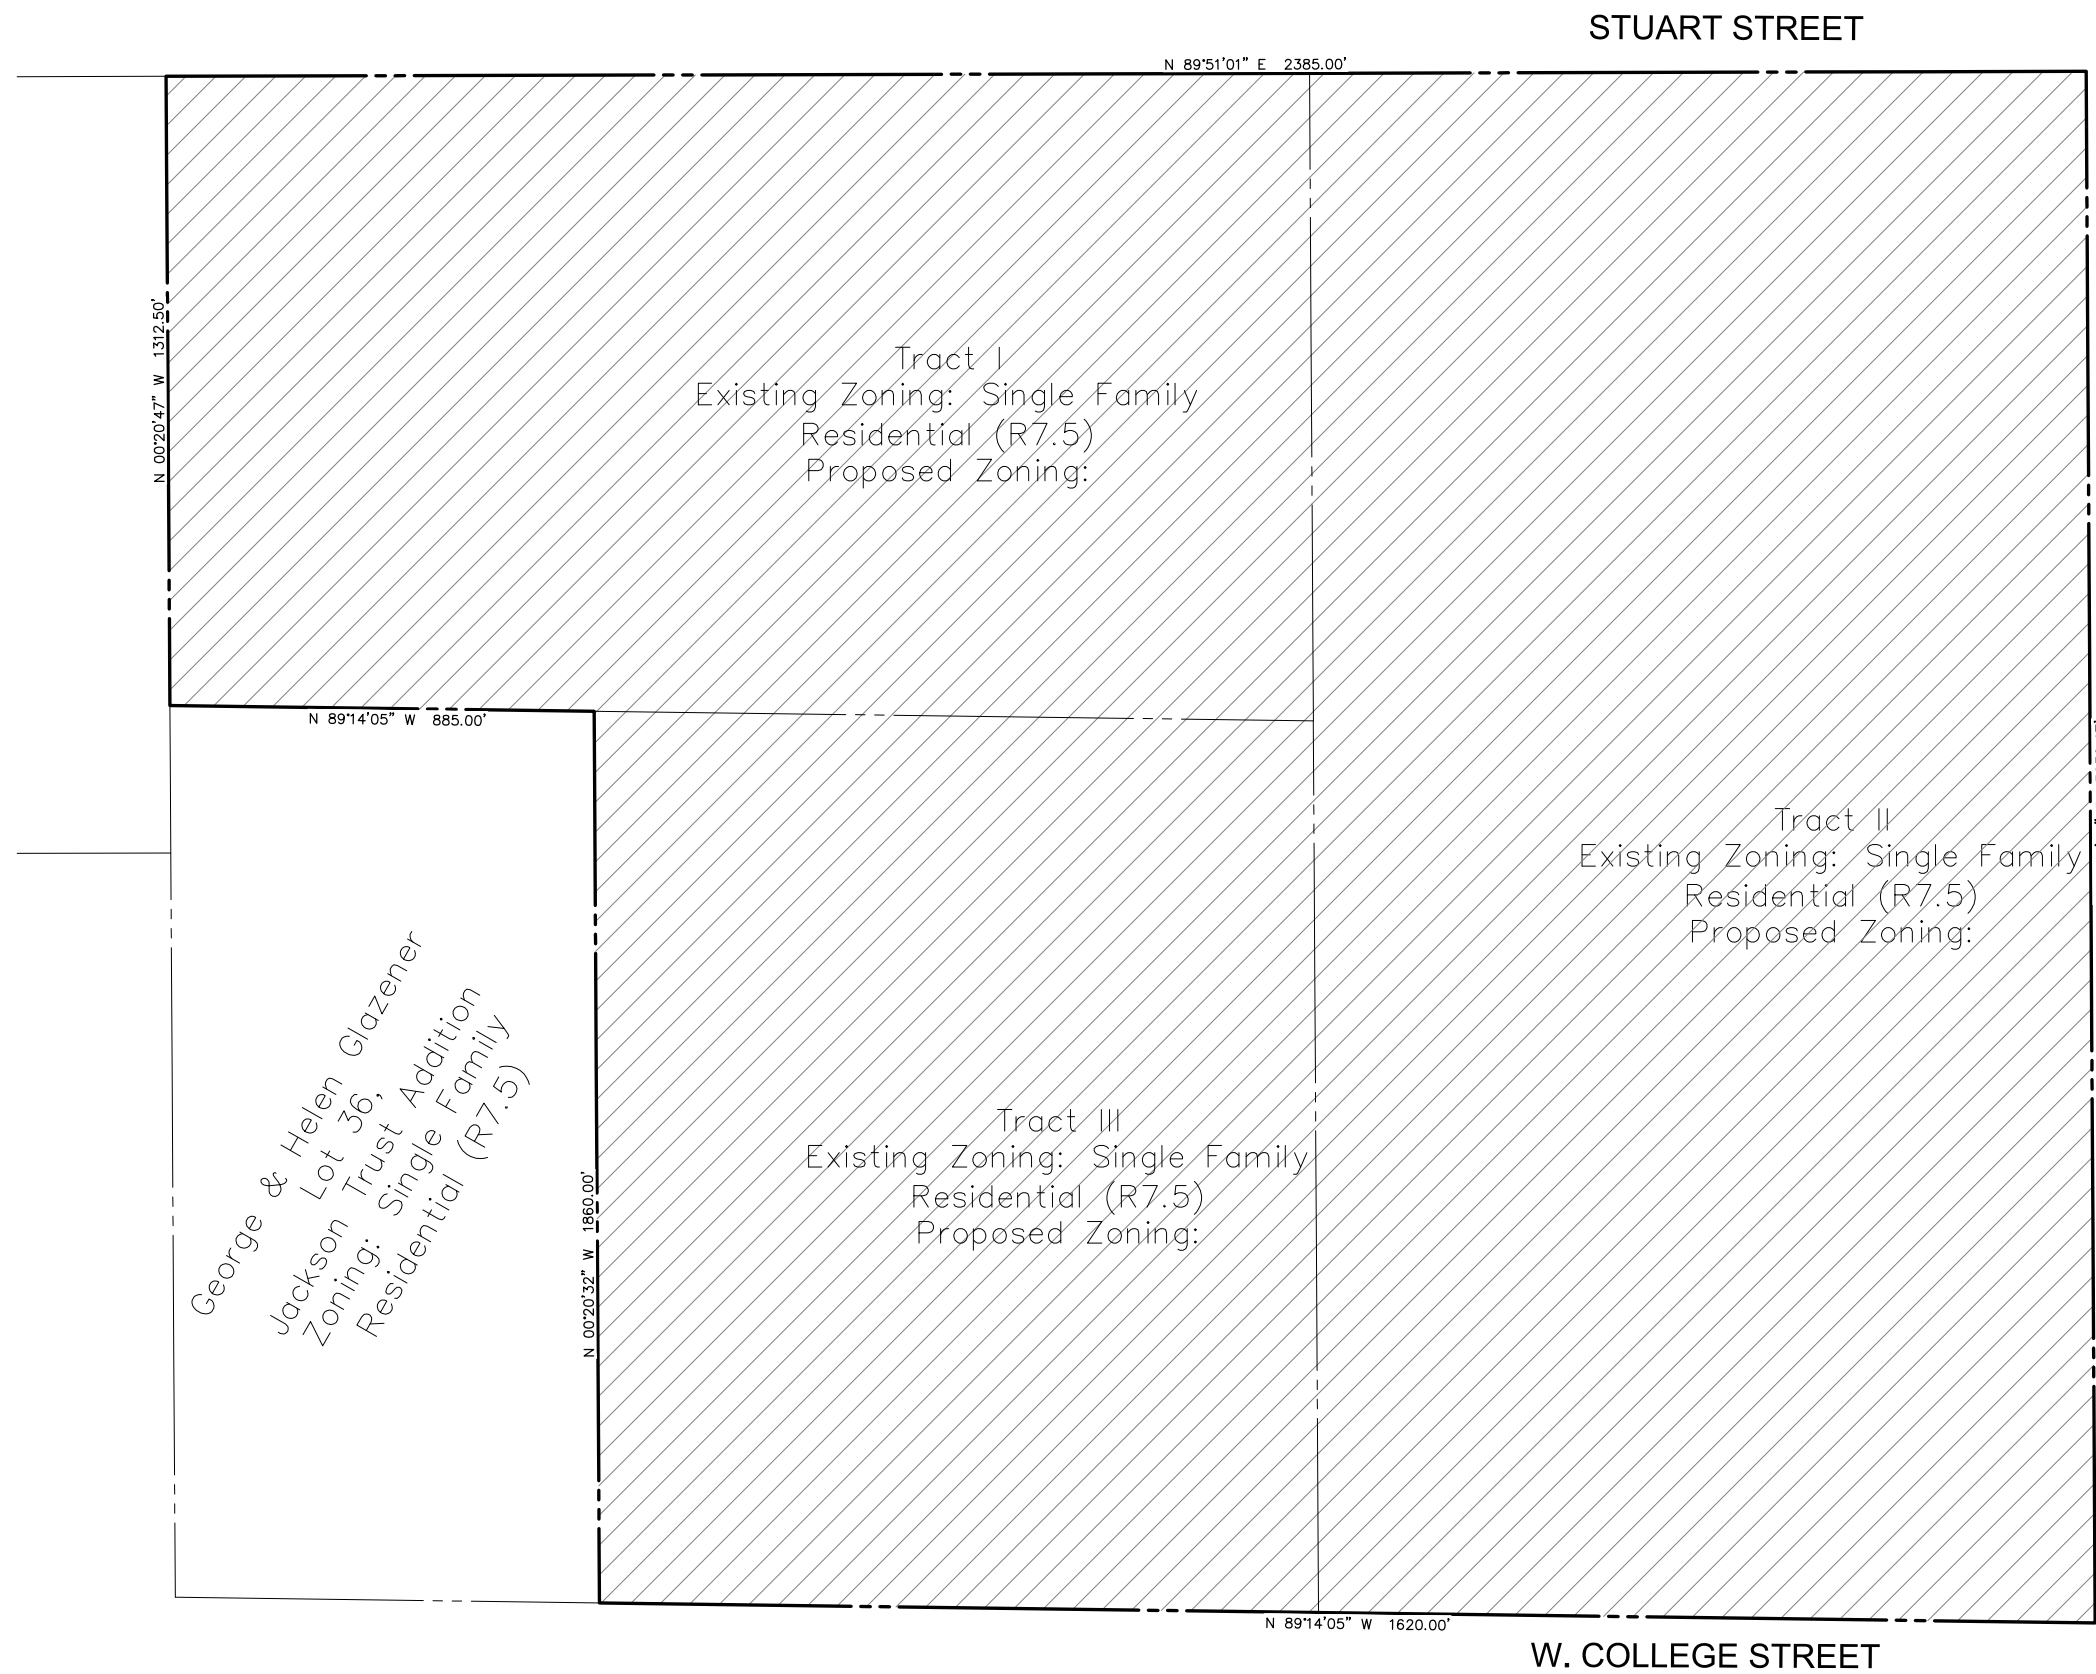 STUART STREET
N 89°51'01" E 2385.00'
N 00°20'47" W 1312.50'
Tract I
Existing Zoning: Single Family
Residential (R7.5)
Proposed Zoning:
N 89°14'05" W 885.00'
Tract II
Existing Zoning: Single Family
Residential (R7.5)
Proposed Zoning:
George & Helen Glazener
Lot 36,
Jackson Trust Addition
Zoning: Single Family
Residential (R7.5)
N 00°20'32" W 1860.00'
Tract III
Existing Zoning: Single Family
Residential (R7.5)
Proposed Zoning:
N 89°14'05" W 1620.00'
W. COLLEGE STREET